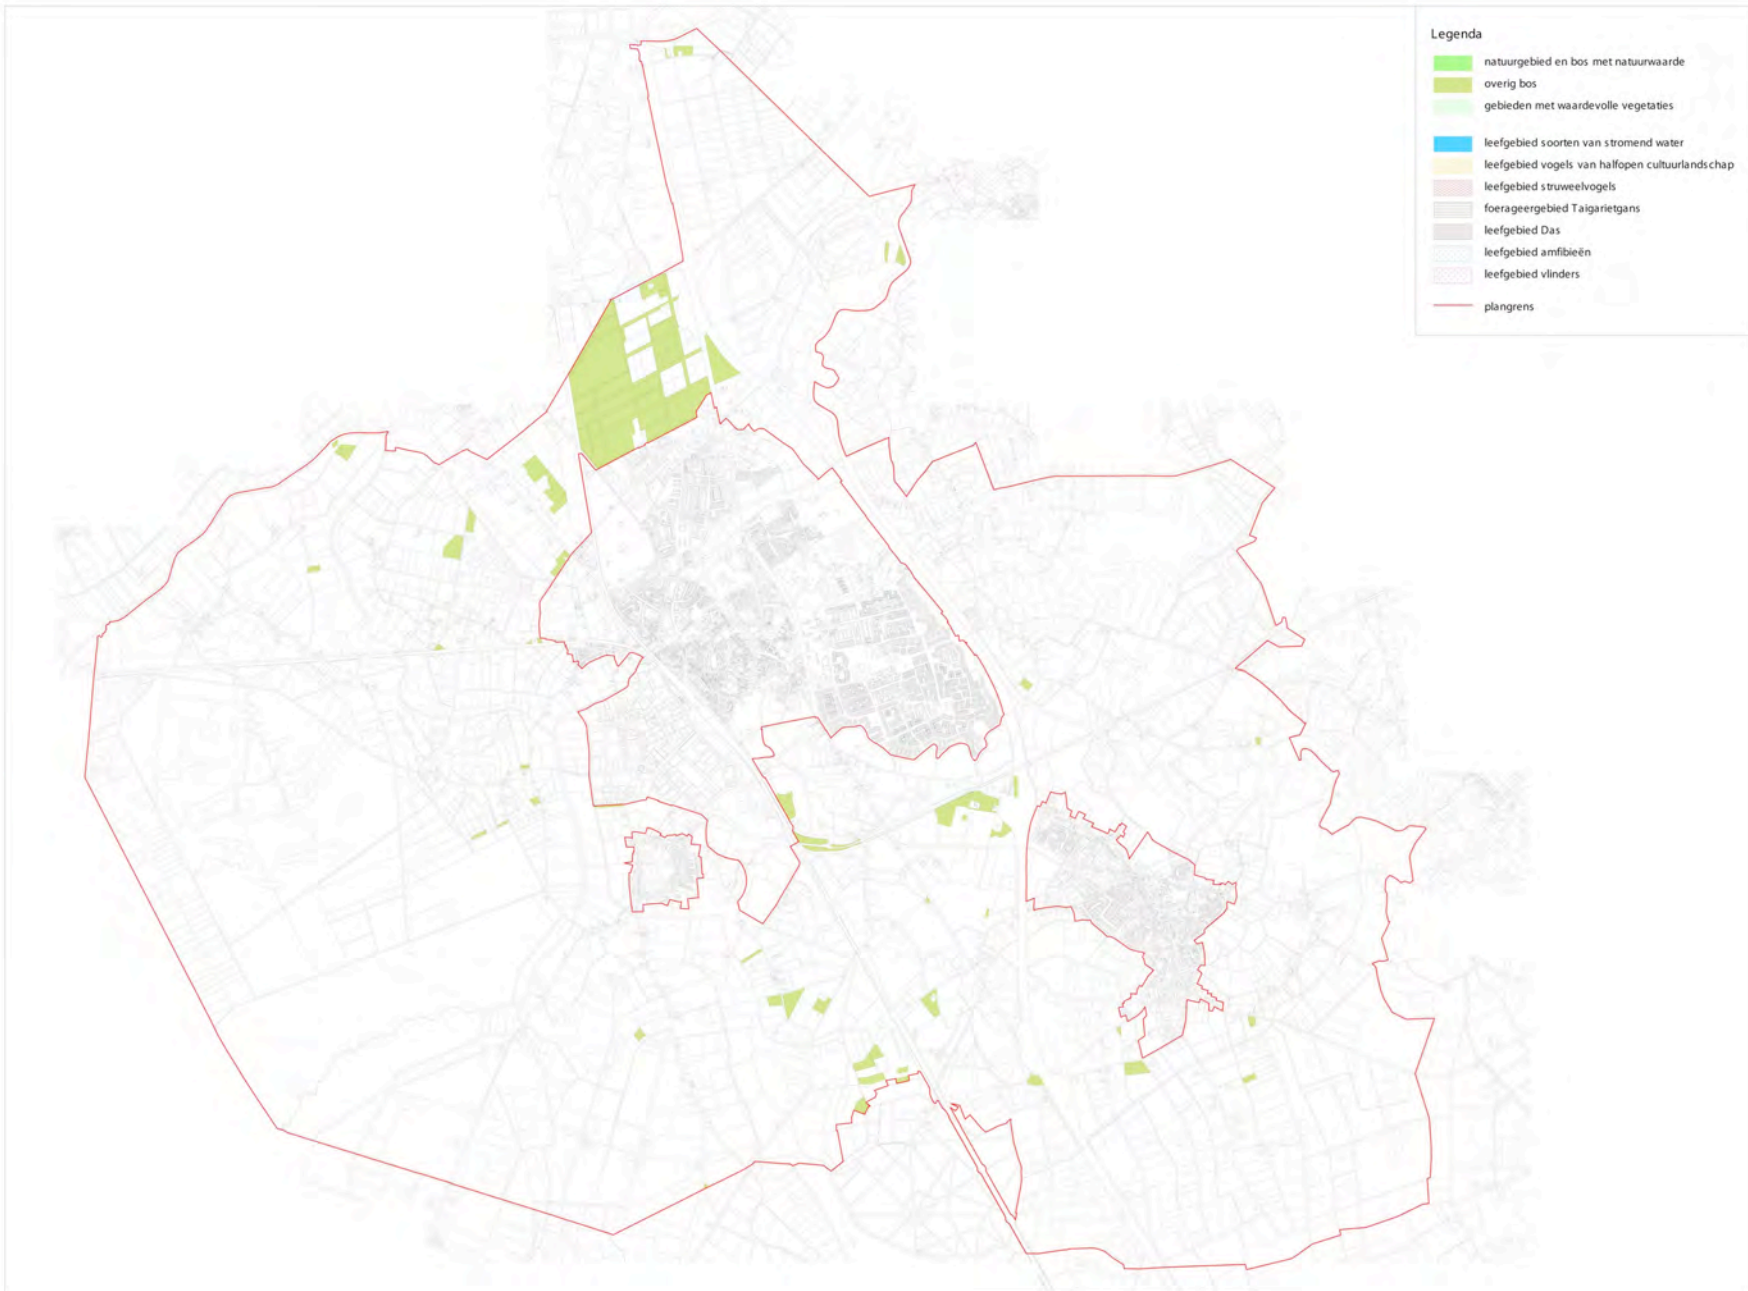 Legenda
natuurgebied en bos met natuurwaarde
overig bos
gebieden met waardevolle vegetaties
leefgebied soorten van stromend water
leefgebied vogels van halfopen cultuurlandschap
leefgebied struweelvogels
foerageergebied Taigarietgans
leefgebied Das
leefgebied amfibieën
leefgebied vlinders
plangrens